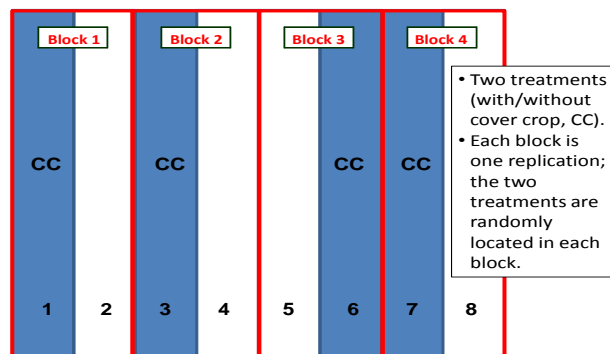 Block 1 Block 2 Block 3 Block 4
• Two treatments
(with/without
cover crop, CC).
• Each block is
one replication;
the two
treatments are
randomly
located in each
block.
CC CC CC CC
1 2 3 4 5 6 7 8